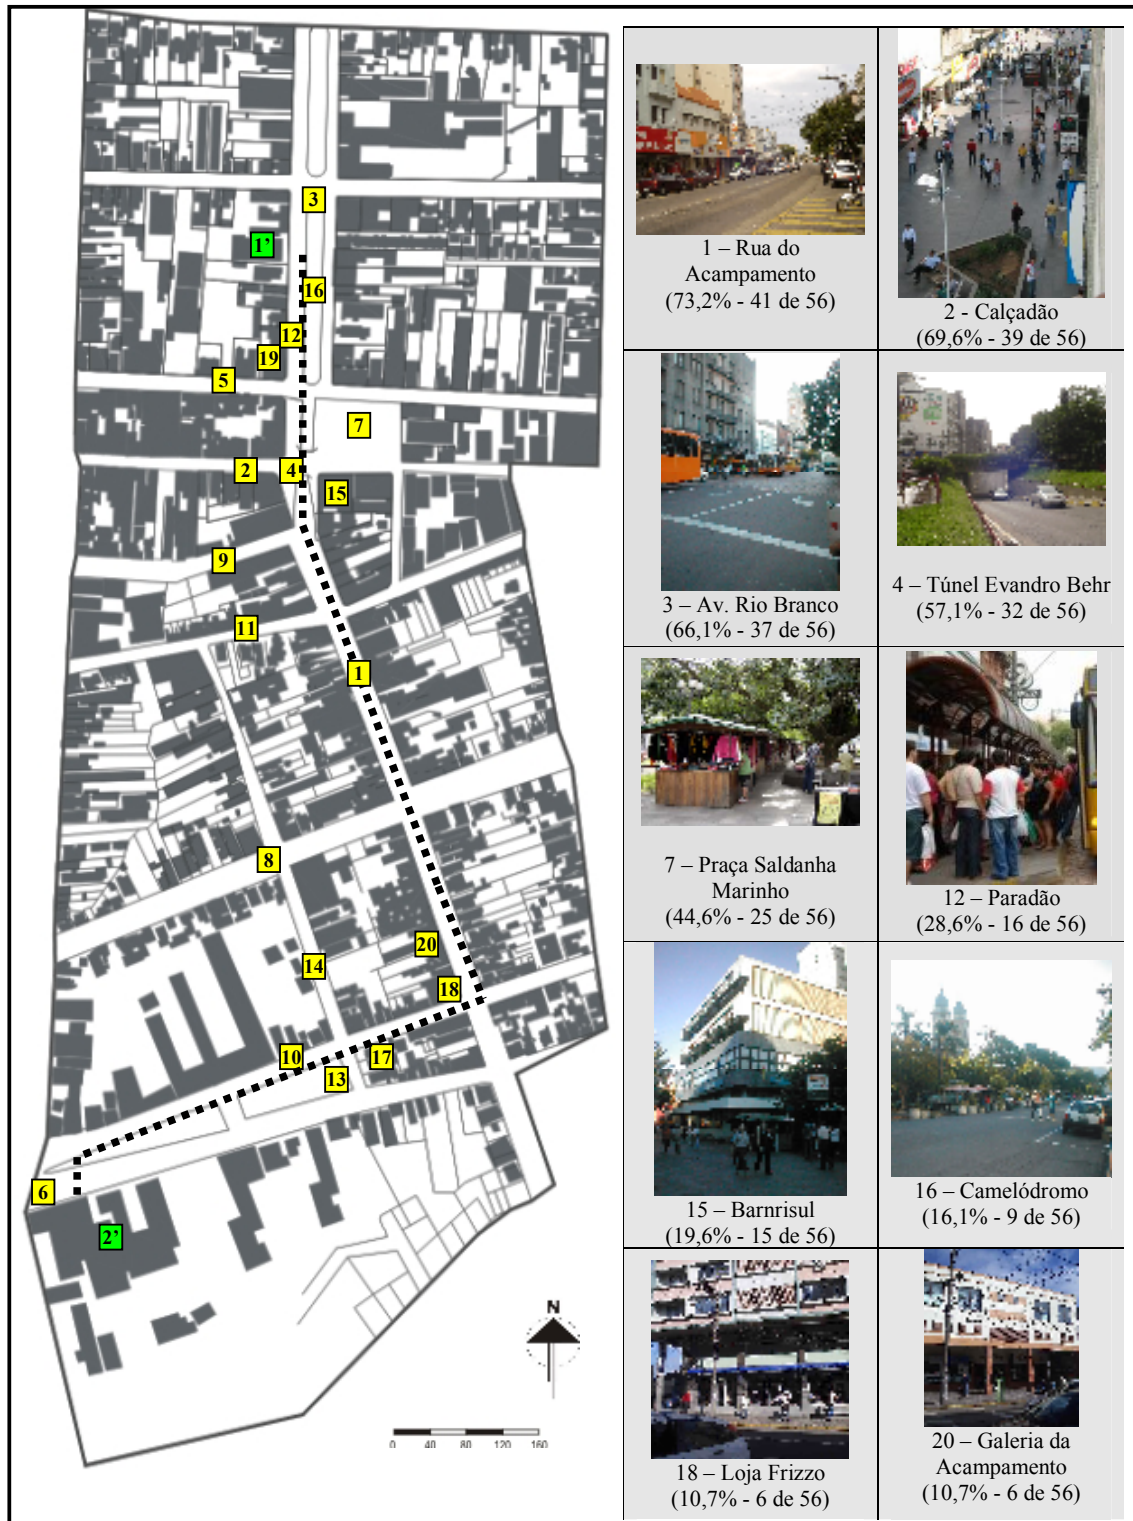 3
1'
16
12
19
5
7
2
4
15
9
11
1
8
20
14
18
10
17
13
6
2'
N
0 40 80 120 160
1 – Rua do
Acampamento
(73,2% - 41 de 56)
2 - Calçadão
(69,6% - 39 de 56)
3 – Av. Rio Branco
(66,1% - 37 de 56)
4 – Túnel Evandro Behr
(57,1% - 32 de 56)
7 – Praça Saldanha
Marinho
(44,6% - 25 de 56)
12 – Paradão
(28,6% - 16 de 56)
15 – Barnrisul
(19,6% - 15 de 56)
16 – Camelódromo
(16,1% - 9 de 56)
18 – Loja Frizzo
(10,7% - 6 de 56)
20 – Galeria da
Acampamento
(10,7% - 6 de 56)